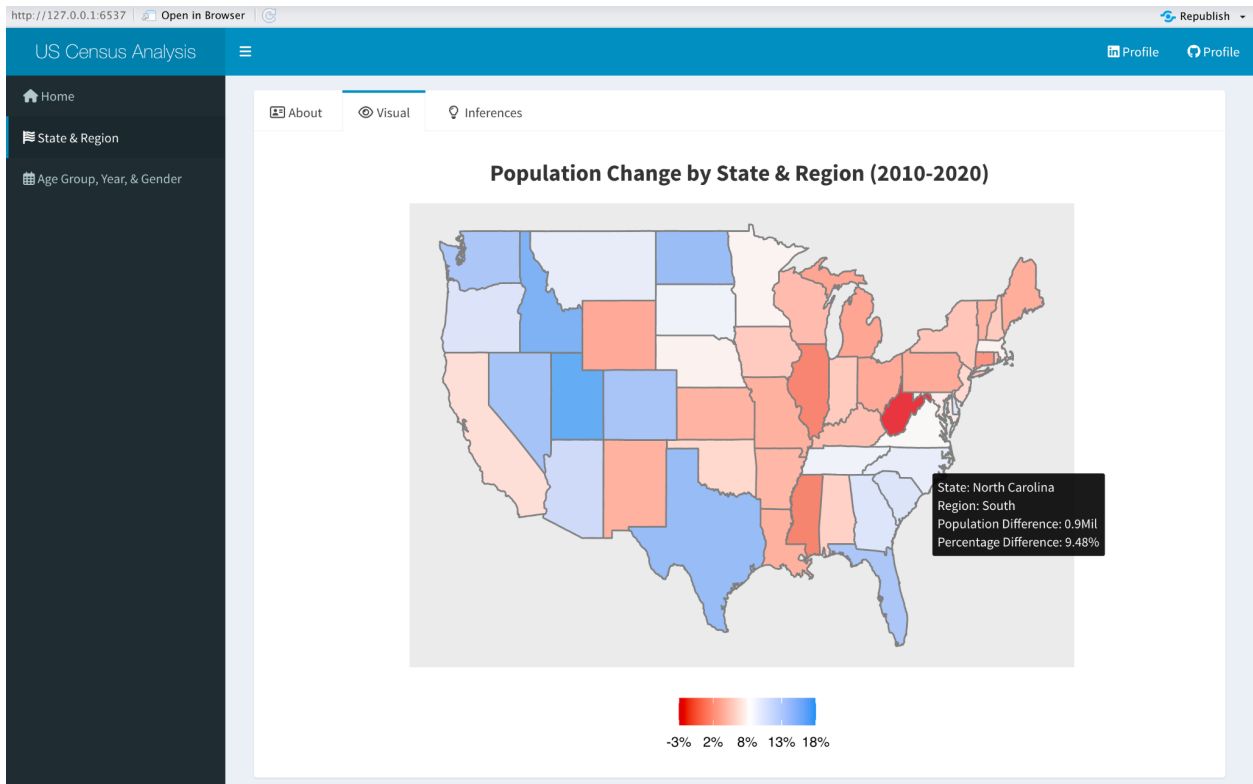 http://127.0.0.1:6537 Open in Browser Republish
US Census Analysis Profile Profile
Home
State & Region
Age Group, Year, & Gender
About Visual Inferences
Population Change by State & Region (2010-2020)
State: North Carolina
Region: South
Population Difference: 0.9Mil
Percentage Difference: 9.48%
-3% 2% 8% 13% 18%